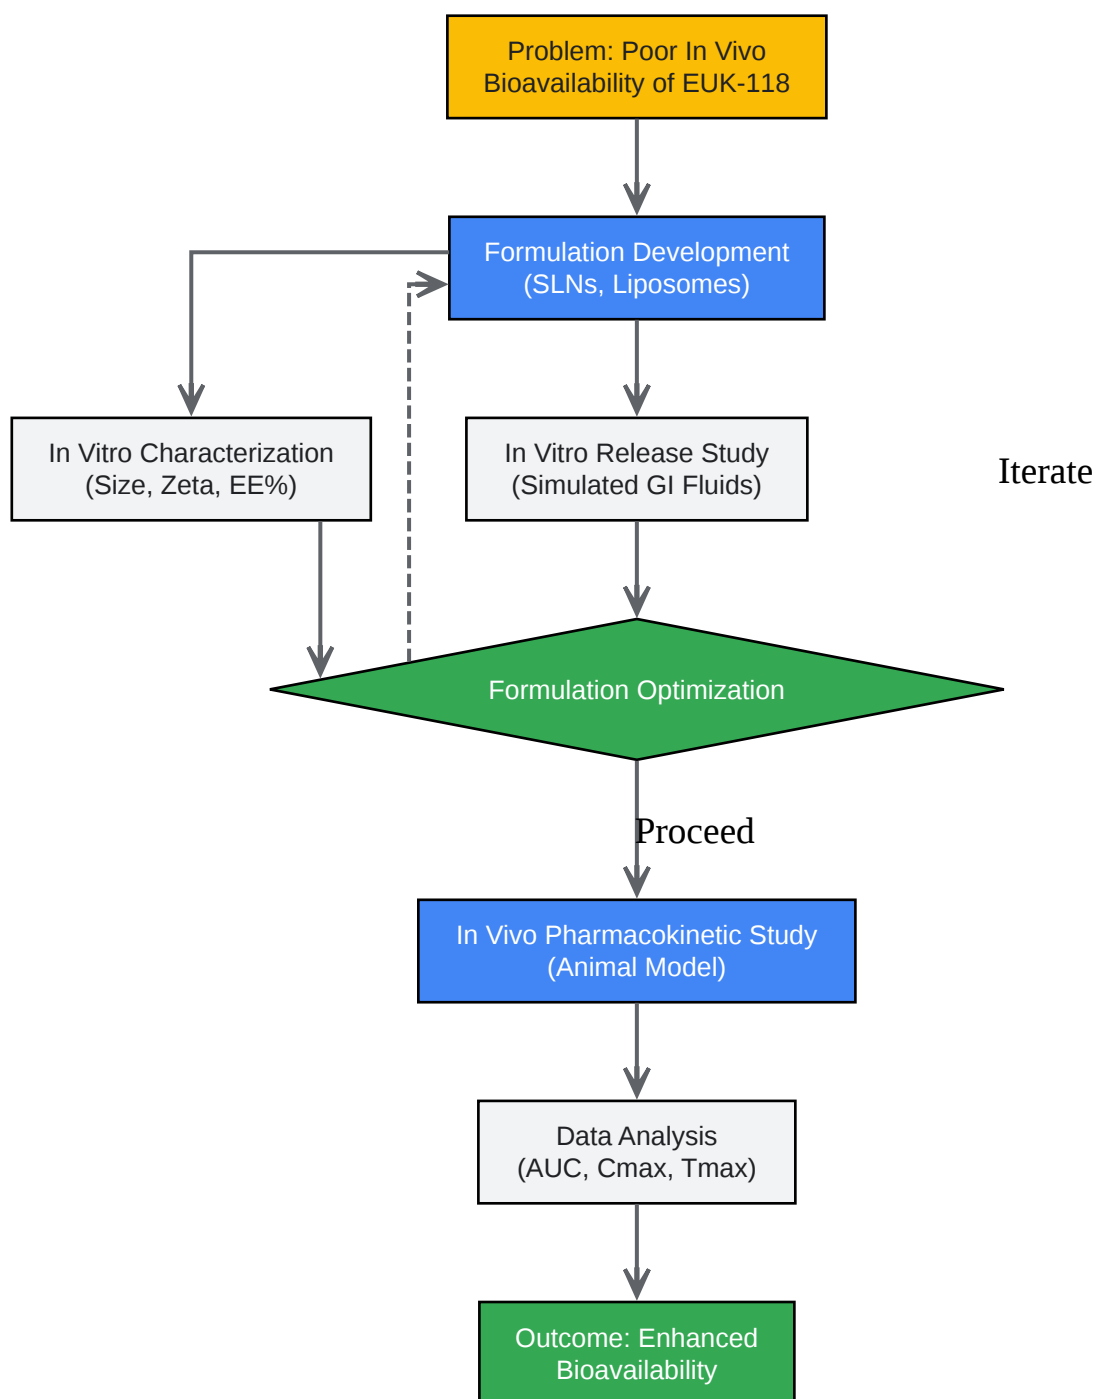 Problem: Poor In Vivo
Bioavailability of EUK-118
Formulation Development
(SLNs, Liposomes)
In Vitro Characterization
(Size, Zeta, EE%)
In Vitro Release Study
(Simulated GI Fluids)
Iterate
Formulation Optimization
Proceed
In Vivo Pharmacokinetic Study
(Animal Model)
Data Analysis
(AUC, Cmax, Tmax)
Outcome: Enhanced
Bioavailability